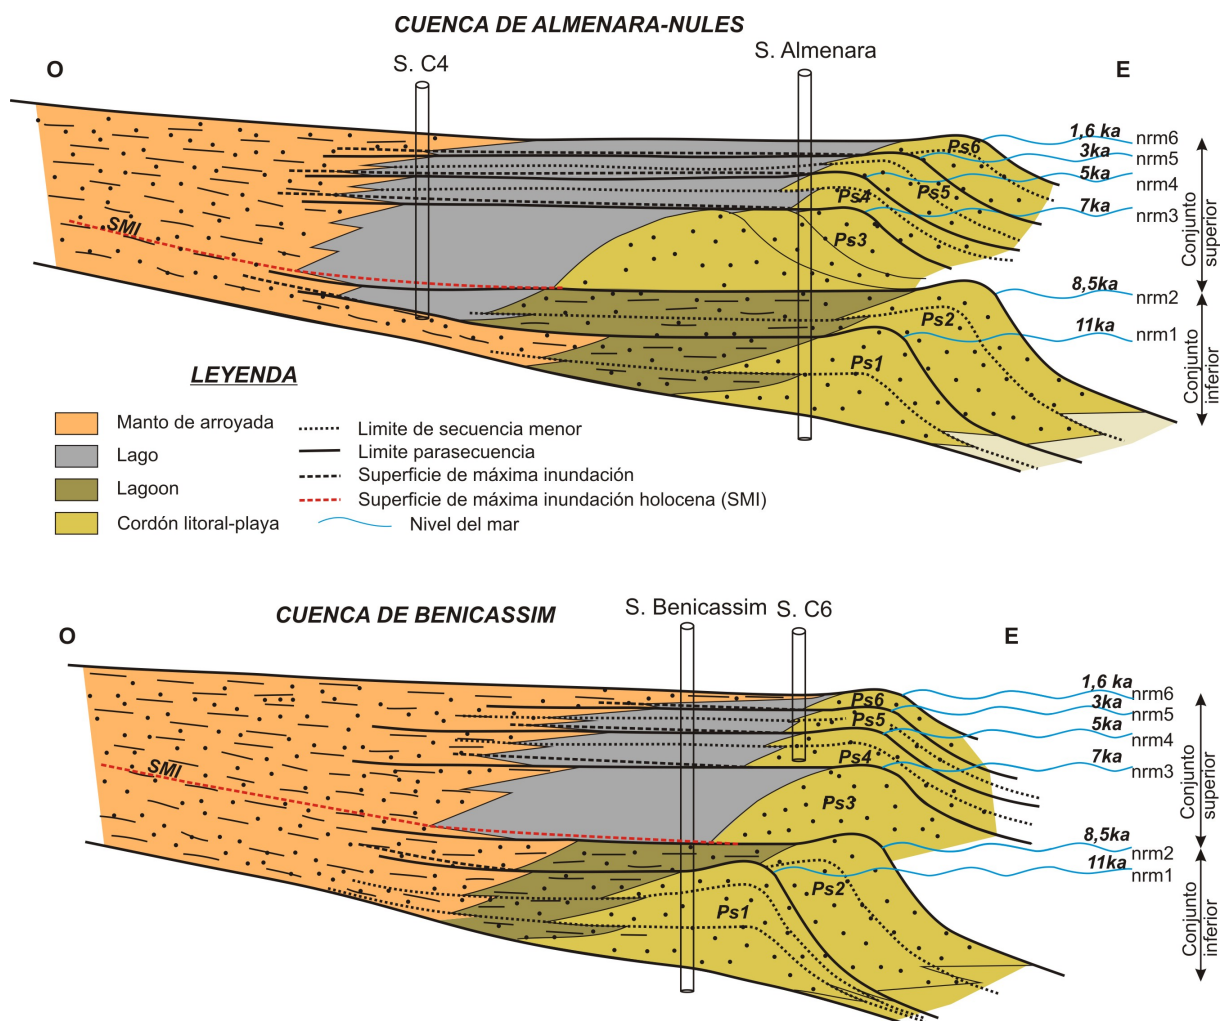 CUENCA DE ALMENARA-NULES
O
S. C4
S. Almenara
E
1,6 ka
nrm6
Ps6
3ka
nrm5
5ka
nrm4
Ps4
Ps5
7ka
nrm3
Ps3
SMI
Conjunto
superior
8,5ka
nrm2
Ps2
11ka
nrm1
Ps1
Conjunto
inferior
LEYENDA
Manto de arroyada
Lago
Lagoon
Cordón litoral-playa
Limite de secuencia menor
Limite parasecuencia
Superficie de máxima inundación
Superficie de máxima inundación holocena (SMI)
Nivel del mar
CUENCA DE BENICASSIM
O
S. Benicassim
S. C6
E
1,6 ka
nrm6
Ps6
3ka
nrm5
Ps5
5ka
nrm4
Ps4
7ka
nrm3
SMI
Ps3
Conjunto
superior
8,5ka
nrm2
11ka
nrm1
Ps2
Ps1
Conjunto
inferior